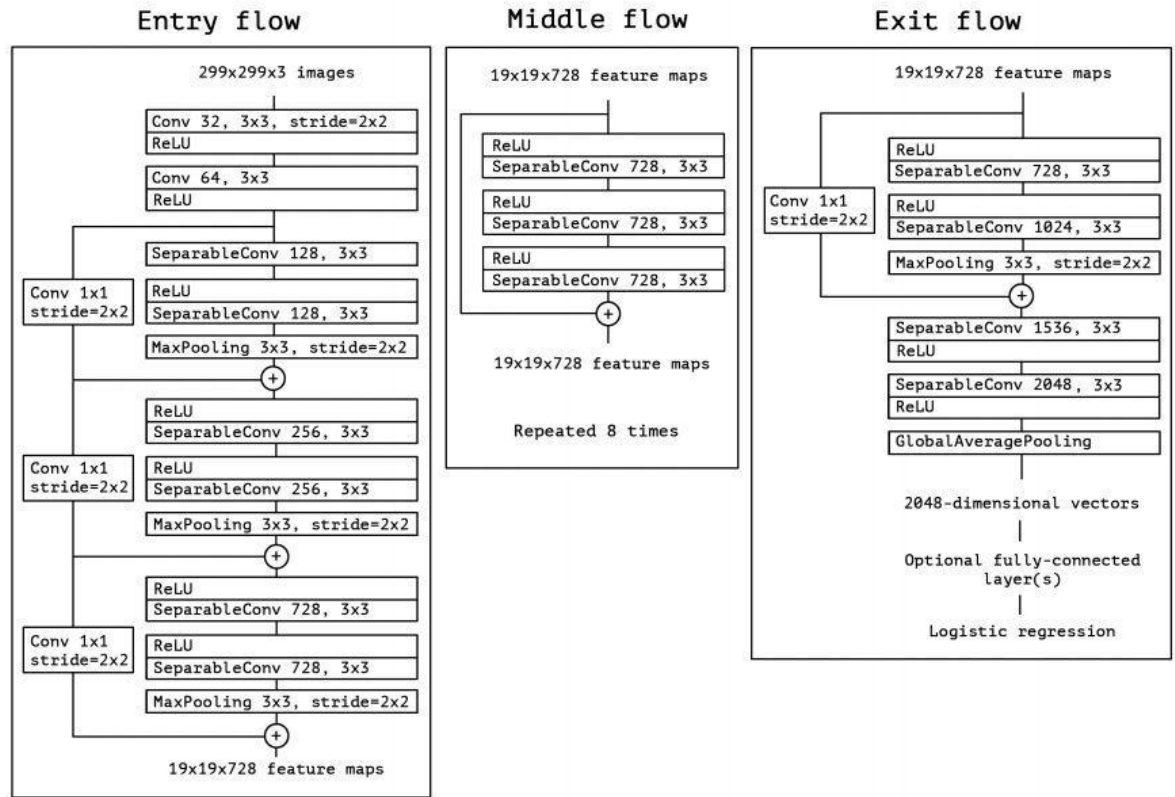 Entry flow
299x299x3 images
Conv 32, 3x3, stride=2x2
ReLU
Conv 64, 3x3
ReLU
SeparableConv 128, 3x3
Conv 1x1
stride=2x2
ReLU
SeparableConv 128, 3x3
MaxPooling 3x3, stride=2x2
+
ReLU
SeparableConv 256, 3x3
Conv 1x1
stride=2x2
ReLU
SeparableConv 256, 3x3
MaxPooling 3x3, stride=2x2
+
ReLU
SeparableConv 728, 3x3
Conv 1x1
stride=2x2
ReLU
SeparableConv 728, 3x3
MaxPooling 3x3, stride=2x2
+
19x19x728 feature maps
Middle flow
19x19x728 feature maps
ReLU
SeparableConv 728, 3x3
ReLU
SeparableConv 728, 3x3
ReLU
SeparableConv 728, 3x3
+
19x19x728 feature maps
Repeated 8 times
Exit flow
19x19x728 feature maps
ReLU
SeparableConv 728, 3x3
Conv 1x1
stride=2x2
ReLU
SeparableConv 1024, 3x3
MaxPooling 3x3, stride=2x2
+
SeparableConv 1536, 3x3
ReLU
SeparableConv 2048, 3x3
ReLU
GlobalAveragePooling
2048-dimensional vectors
Optional fully-connected
layer(s)
Logistic regression